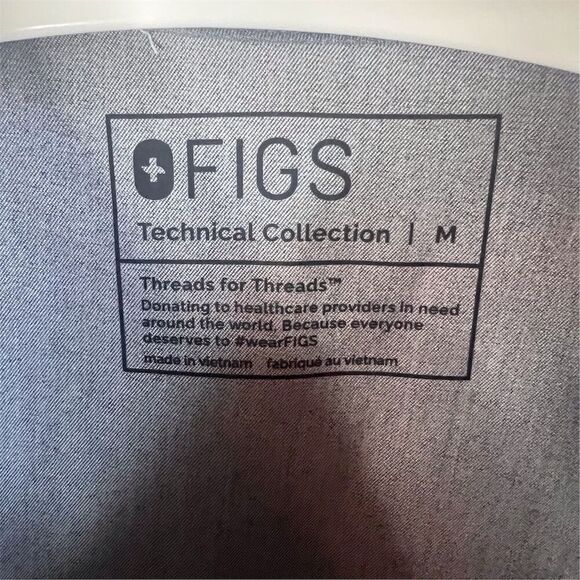 FIGS
Technical Collection | M
Threads for Threads™
Donating to healthcare providers in need
around the world. Because everyone
deserves to #wearFIGS
made in vietnam fabriqué au vietnam